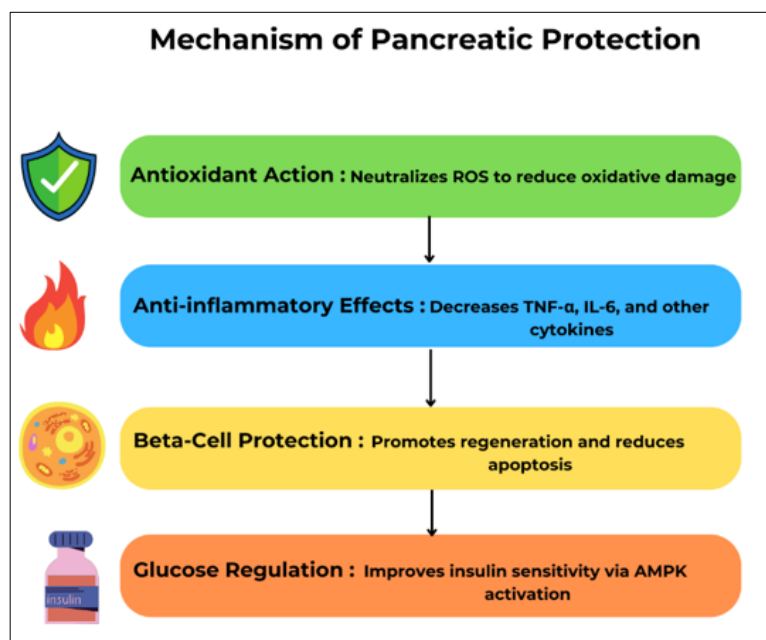 Mechanism of Pancreatic Protection
Antioxidant Action : Neutralizes ROS to reduce oxidative damage
Anti-inflammatory Effects : Decreases TNF-α, IL-6, and other
cytokines
Beta-Cell Protection : Promotes regeneration and reduces
apoptosis
insulin
Glucose Regulation : Improves insulin sensitivity via AMPK
activation